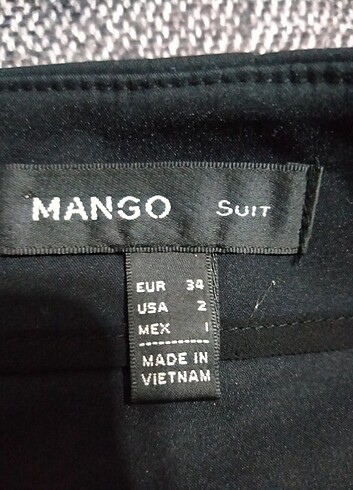 MANGO SUIT
EUR 34
USA 2
MEX 1
MADE IN
VIETNAM